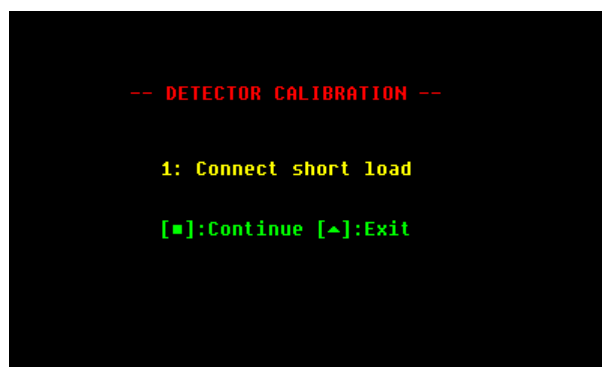 -- DETECTOR CALIBRATION --
1: Connect short load
[■]:Continue [▲]:Exit